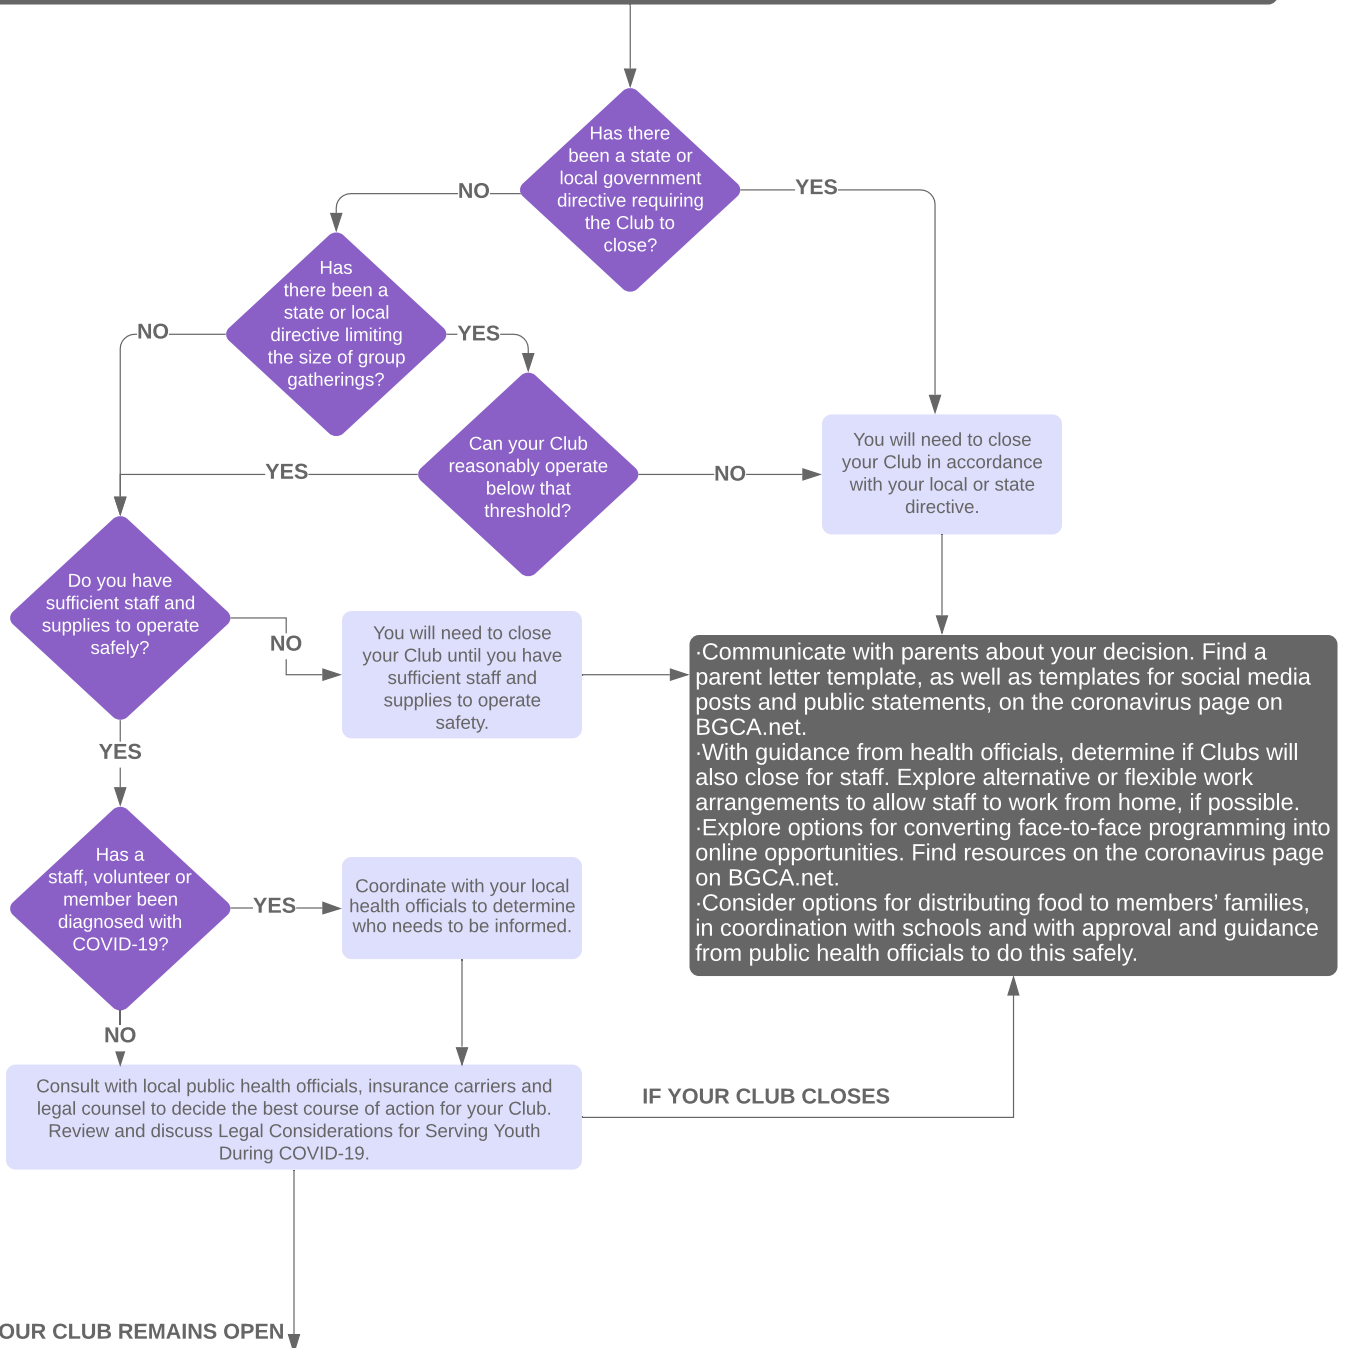 Has there
been a state or
local government
directive requiring
the Club to
close?
NO
YES
Has
there been a
state or local
directive limiting
the size of group
gatherings?
NO
YES
Can your Club
reasonably operate
below that
threshold?
YES
NO
You will need to close
your Club in accordance
with your local or state
directive.
Do you have
sufficient staff and
supplies to operate
safely?
NO
You will need to close
your Club until you have
sufficient staff and
supplies to operate
safety.
·Communicate with parents about your decision. Find a
parent letter template, as well as templates for social media
posts and public statements, on the coronavirus page on
BGCA.net.
·With guidance from health officials, determine if Clubs will
also close for staff. Explore alternative or flexible work
arrangements to allow staff to work from home, if possible.
·Explore options for converting face-to-face programming into
online opportunities. Find resources on the coronavirus page
on BGCA.net.
·Consider options for distributing food to members’ families,
in coordination with schools and with approval and guidance
from public health officials to do this safely.
YES
Has a
staff, volunteer or
member been
diagnosed with
COVID-19?
YES
Coordinate with your local
health officials to determine
who needs to be informed.
NO
Consult with local public health officials, insurance carriers and
legal counsel to decide the best course of action for your Club.
Review and discuss Legal Considerations for Serving Youth
During COVID-19.
IF YOUR CLUB CLOSES
OUR CLUB REMAINS OPEN